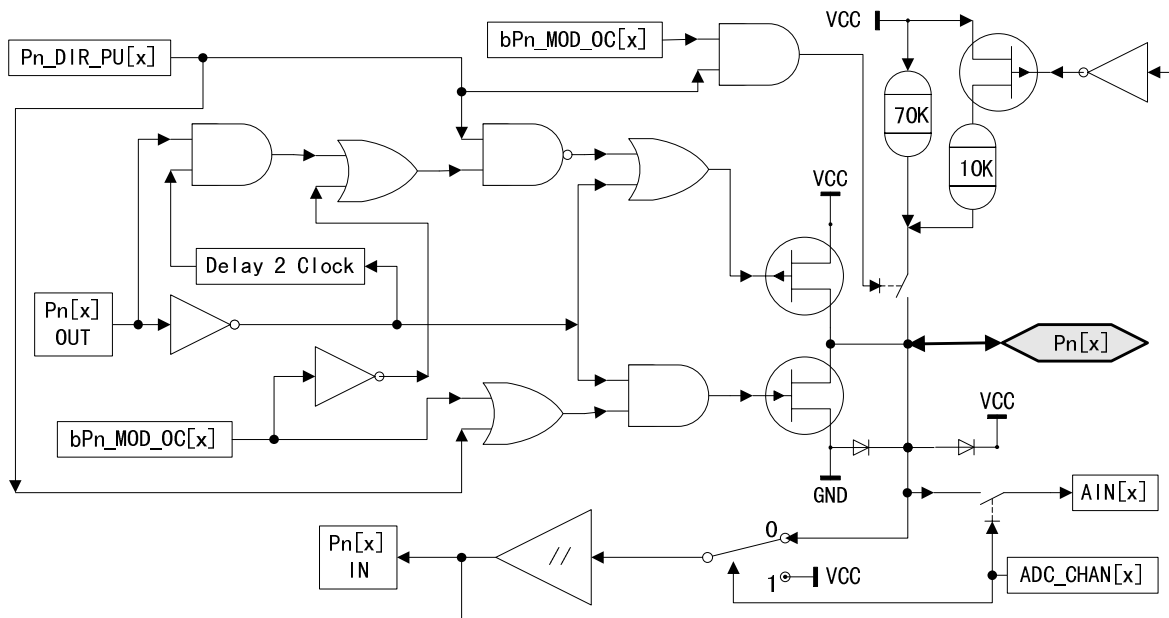 bPn_MOD_OC[x]
VCC
Pn_DIR_PU[x]
70K
10K
VCC
Delay 2 Clock
Pn[x]
OUT
Pn[x]
bPn_MOD_OC[x]
VCC
GND
AIN[x]
Pn[x]
IN
//
0
1
VCC
ADC_CHAN[x]